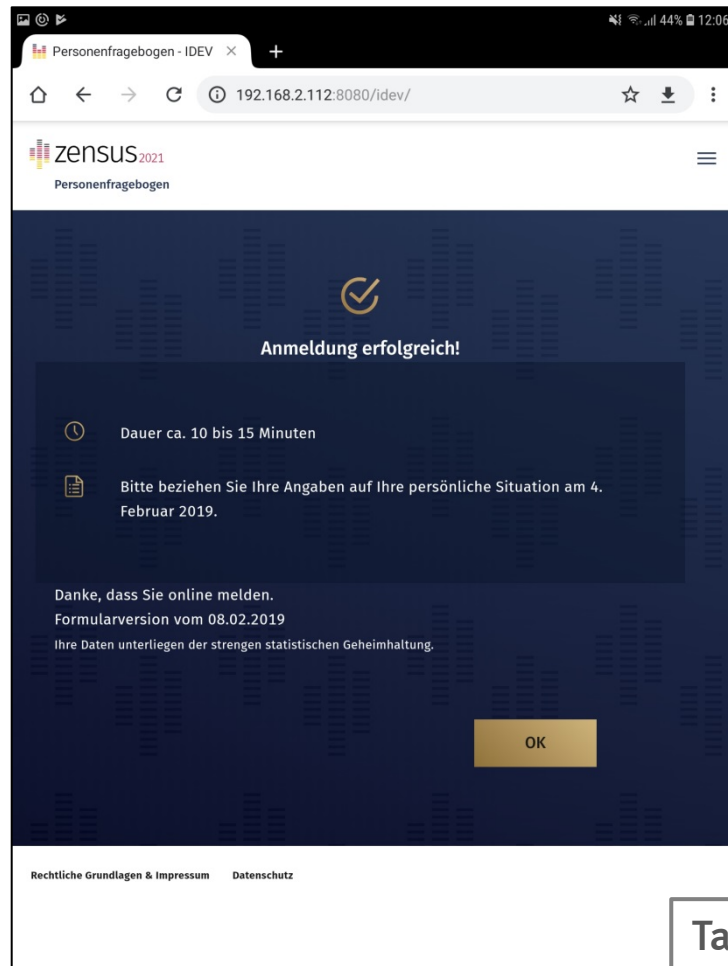 44% 12:06
Personenfragebogen - IDEV
192.168.2.112:8080/idev/
zensus2021
Personenfragebogen
Anmeldung erfolgreich!
Dauer ca. 10 bis 15 Minuten
Bitte beziehen Sie Ihre Angaben auf Ihre persönliche Situation am 4.
Februar 2019.
Danke, dass Sie online melden.
Formularversion vom 08.02.2019
Ihre Daten unterliegen der strengen statistischen Geheimhaltung.
OK
Rechtliche Grundlagen & Impressum Datenschutz
Ta